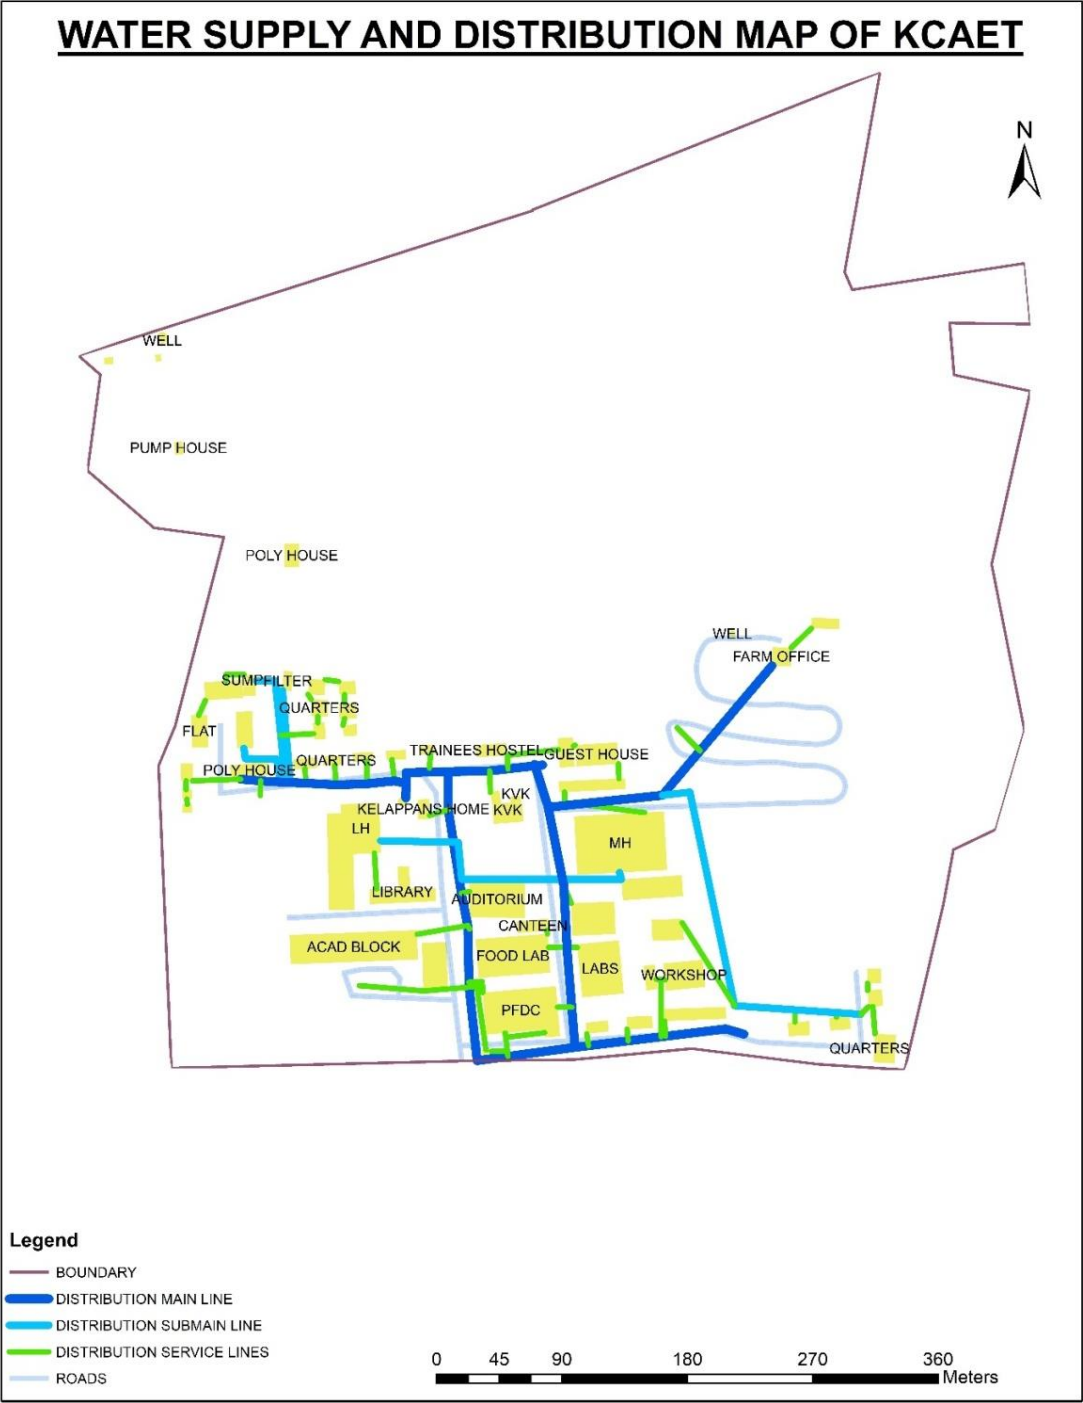 WATER SUPPLY AND DISTRIBUTION MAP OF KCAET
N
WELL
PUMP HOUSE
POLY HOUSE
WELL
FARM OFFICE
SUMPFILTER
QUARTERS
FLAT
TRAINEES HOSTEL
GUEST HOUSE
QUARTERS
POLY HOUSE
KVK
KELAPPANS HOME
KVK
LH
MH
LIBRARY
AUDITORIUM
CANTEEN
ACAD BLOCK
FOOD LAB
LABS
WORKSHOP
PFDC
QUARTERS
Legend
BOUNDARY
DISTRIBUTION MAIN LINE
DISTRIBUTION SUBMAIN LINE
DISTRIBUTION SERVICE LINES
ROADS
0 45 90 180 270 360
Meters